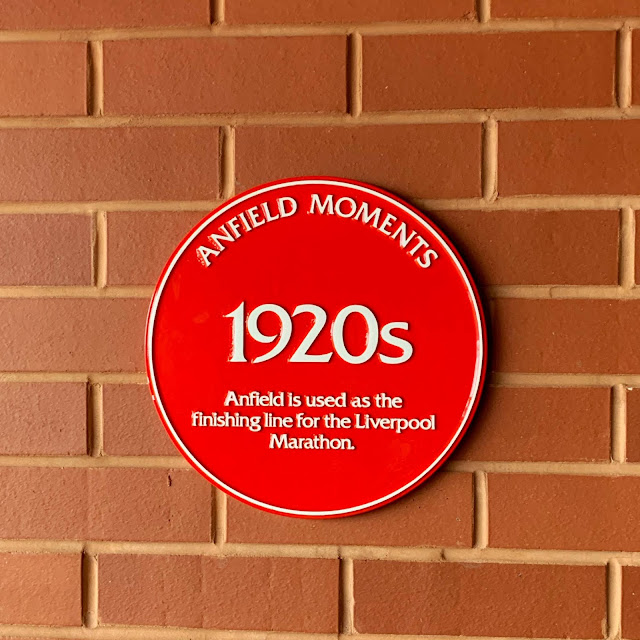 ANFIELD MOMENTS
1920s
Anfield is used as the
finishing line for the Liverpool
Marathon.